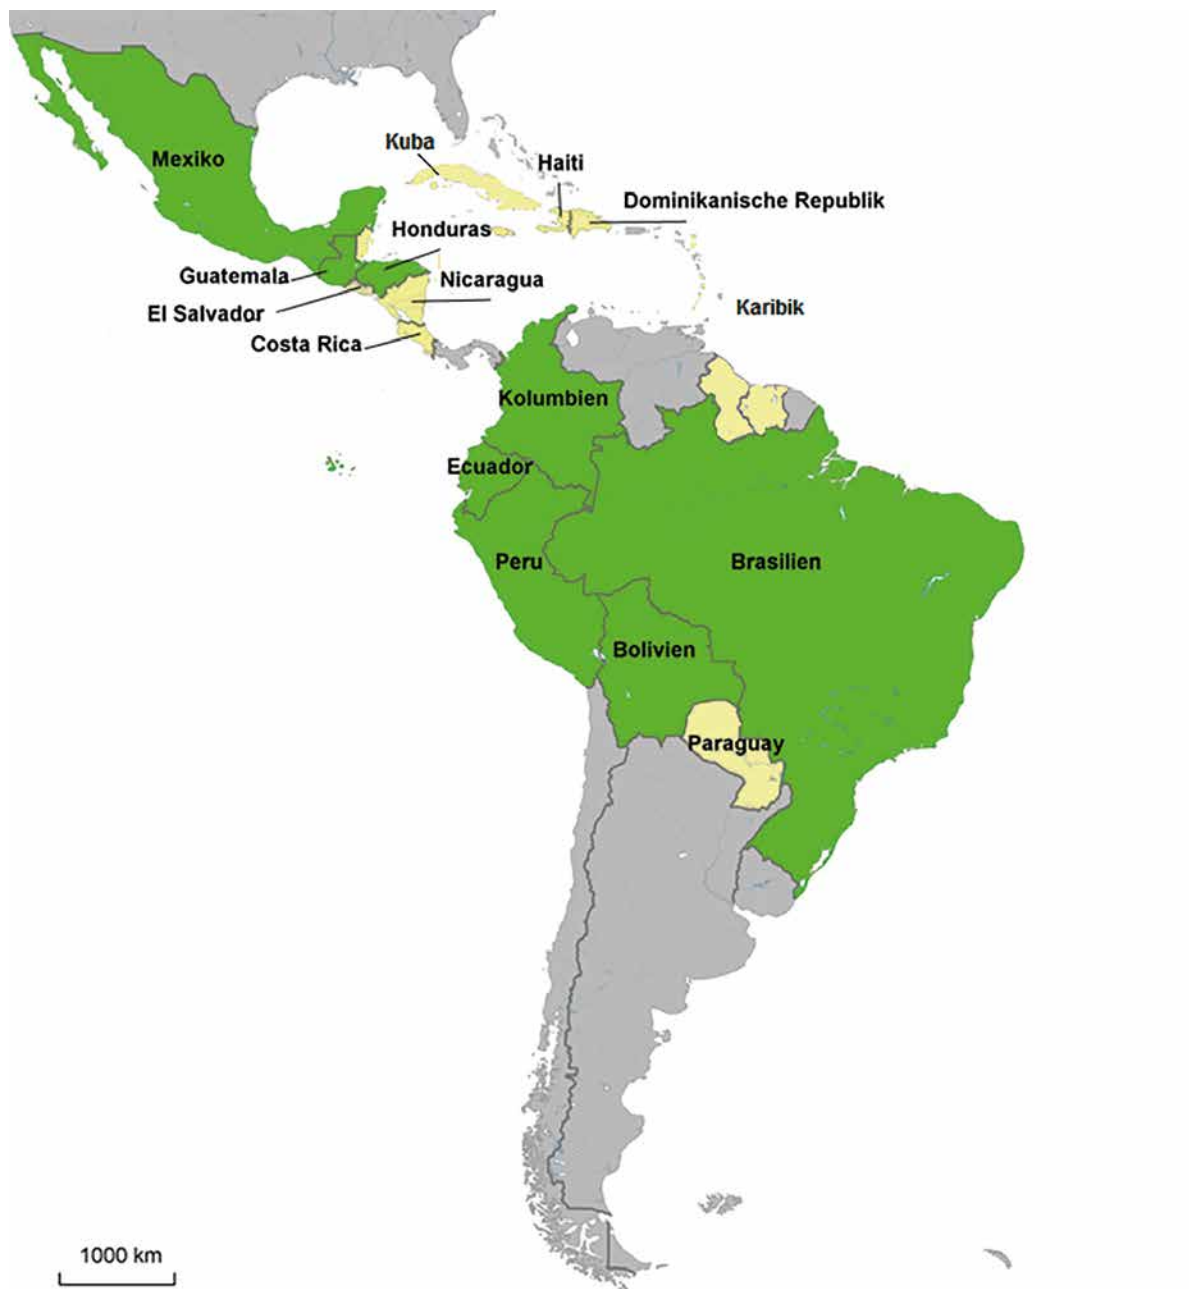 Kuba
Mexiko
Haiti
Dominikanische Republik
Honduras
Guatemala
Nicaragua
El Salvador
Karibik
Costa Rica
Kolumbien
Ecuador
Peru
Brasilien
Bolivien
Paraguay
1000 km